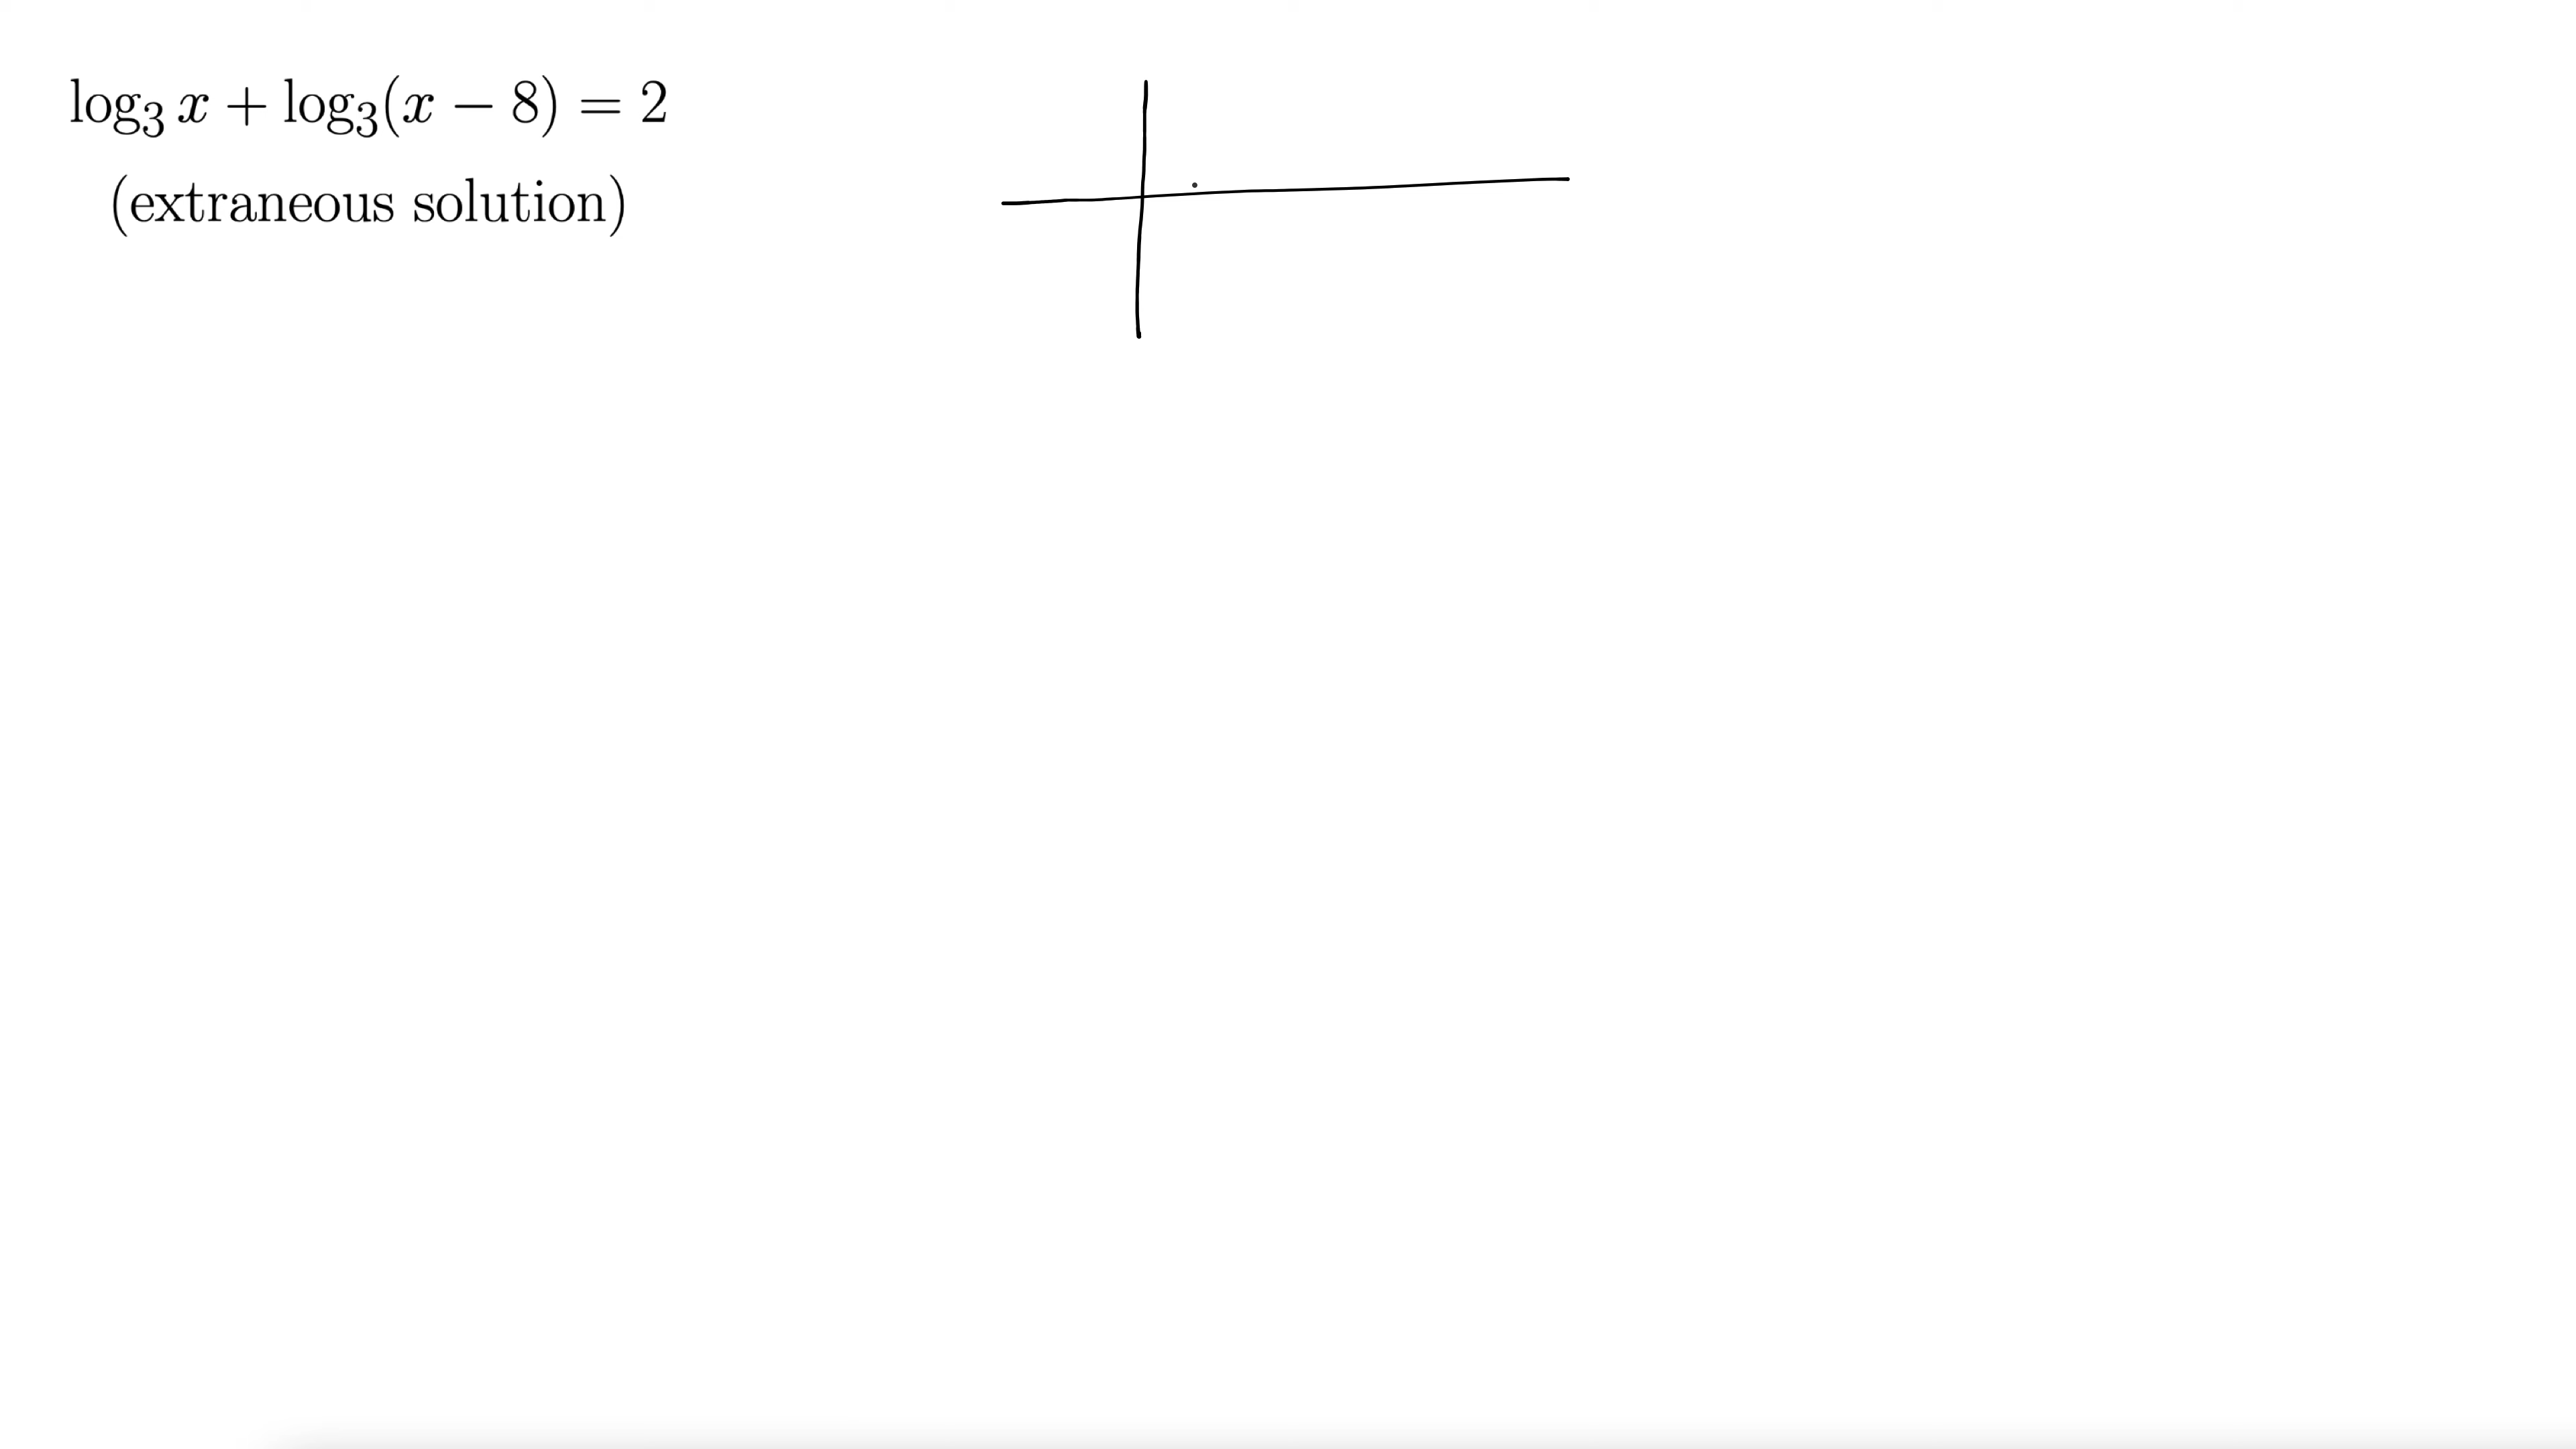 log₃ x + log₃(x − 8) = 2
(extraneous solution)